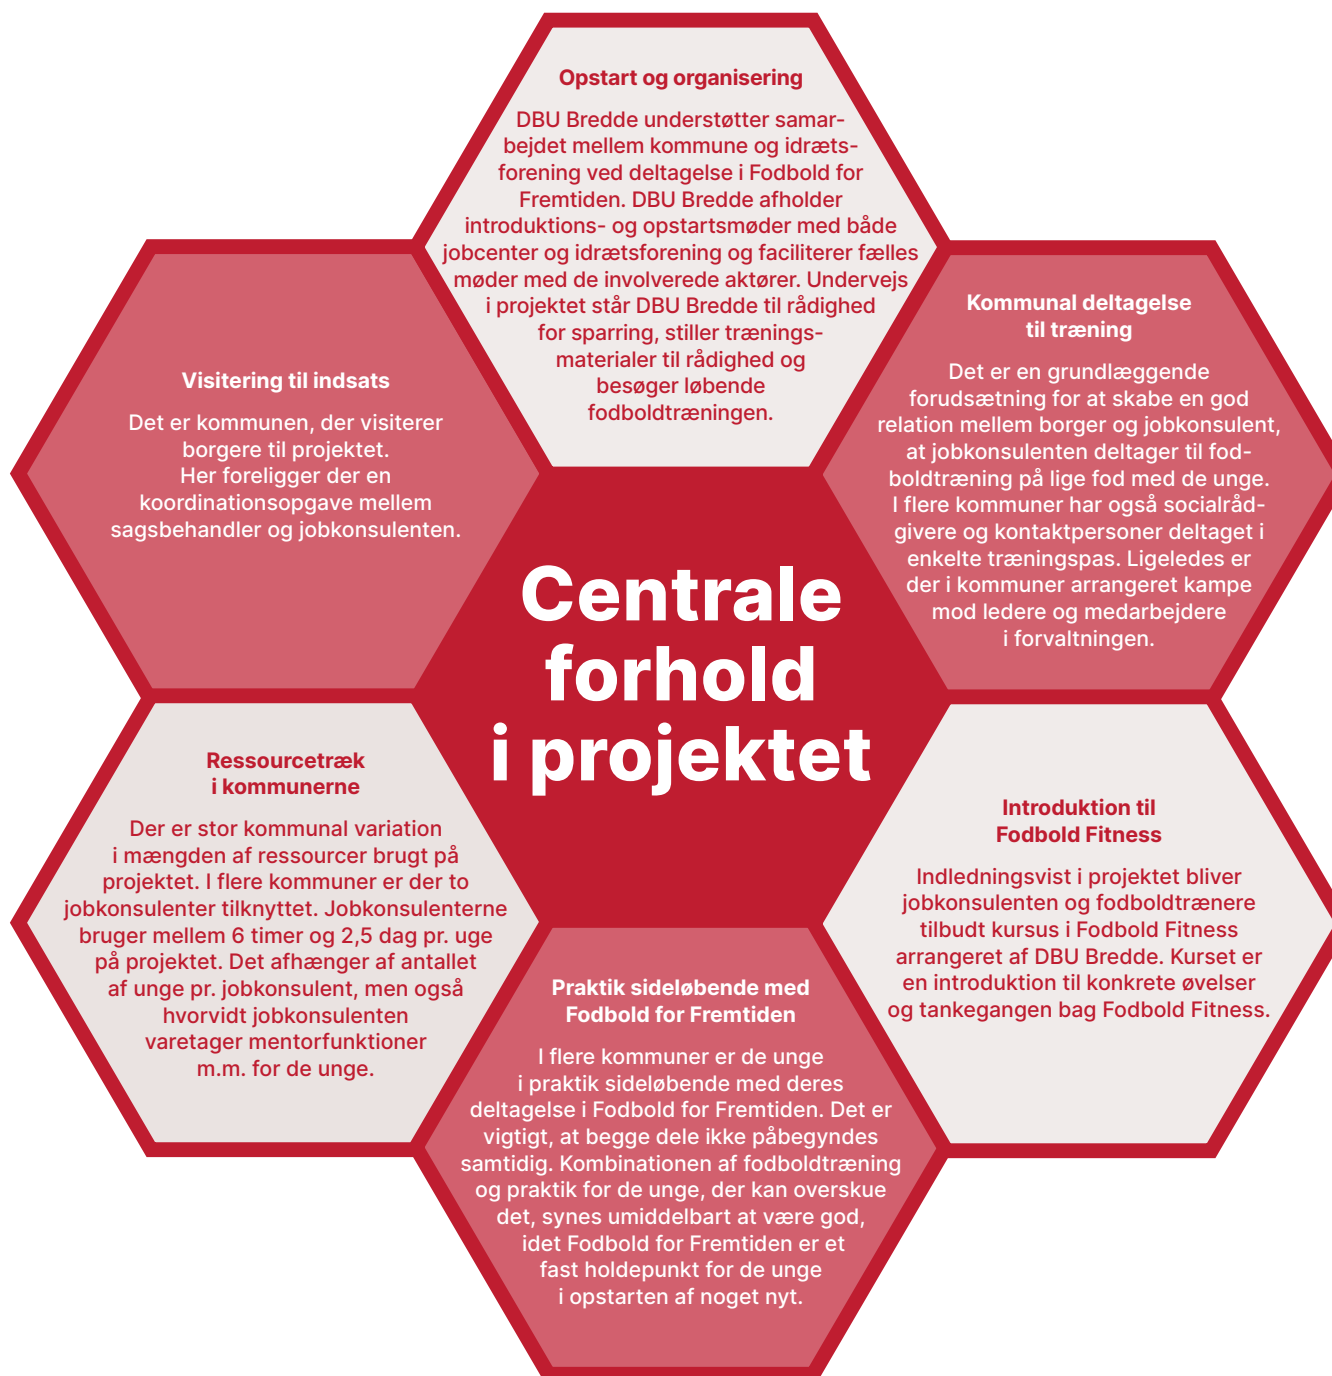 Opstart og organisering
DBU Bredde understøtter samar-
bejdet mellem kommune og idræts-
forening ved deltagelse i Fodbold for
Fremtiden. DBU Bredde afholder
introduktions- og opstartsmøder med både
jobcenter og idrætsforening og faciliterer fælles
møder med de involverede aktører. Undervejs
i projektet står DBU Bredde til rådighed
for sparring, stiller trænings-
materialer til rådighed og
besøger løbende
fodboldtræningen.
Kommunal deltagelse
til træning
Det er en grundlæggende
forudsætning for at skabe en god
relation mellem borger og jobkonsulent,
at jobkonsulenten deltager til fod-
boldtræning på lige fod med de unge.
I flere kommuner har også socialråd-
givere og kontaktpersoner deltaget i
enkelte træningspas. Ligeledes er
der i kommuner arrangeret kampe
mod ledere og medarbejdere
i forvaltningen.
Visitering til indsats
Det er kommunen, der visiterer
borgere til projektet.
Her foreligger der en
koordinationsopgave mellem
sagsbehandler og jobkonsulenten.
Centrale
forhold
i projektet
Ressourcetræk
i kommunerne
Der er stor kommunal variation
i mængden af ressourcer brugt på
projektet. I flere kommuner er der to
jobkonsulenter tilknyttet. Jobkonsulenterne
bruger mellem 6 timer og 2,5 dag pr. uge
på projektet. Det afhænger af antallet
af unge pr. jobkonsulent, men også
hvorvidt jobkonsulenten
varetager mentorfunktioner
m.m. for de unge.
Introduktion til
Fodbold Fitness
Indledningsvist i projektet bliver
jobkonsulenten og fodboldtrænere
tilbudt kursus i Fodbold Fitness
arrangeret af DBU Bredde. Kurset er
en introduktion til konkrete øvelser
og tankegangen bag Fodbold Fitness.
Praktik sideløbende med
Fodbold for Fremtiden
I flere kommuner er de unge
i praktik sideløbende med deres
deltagelse i Fodbold for Fremtiden. Det er
vigtigt, at begge dele ikke påbegyndes
samtidig. Kombinationen af fodboldtræning
og praktik for de unge, der kan overskue
det, synes umiddelbart at være god,
idet Fodbold for Fremtiden er et
fast holdepunkt for de unge
i opstarten af noget nyt.